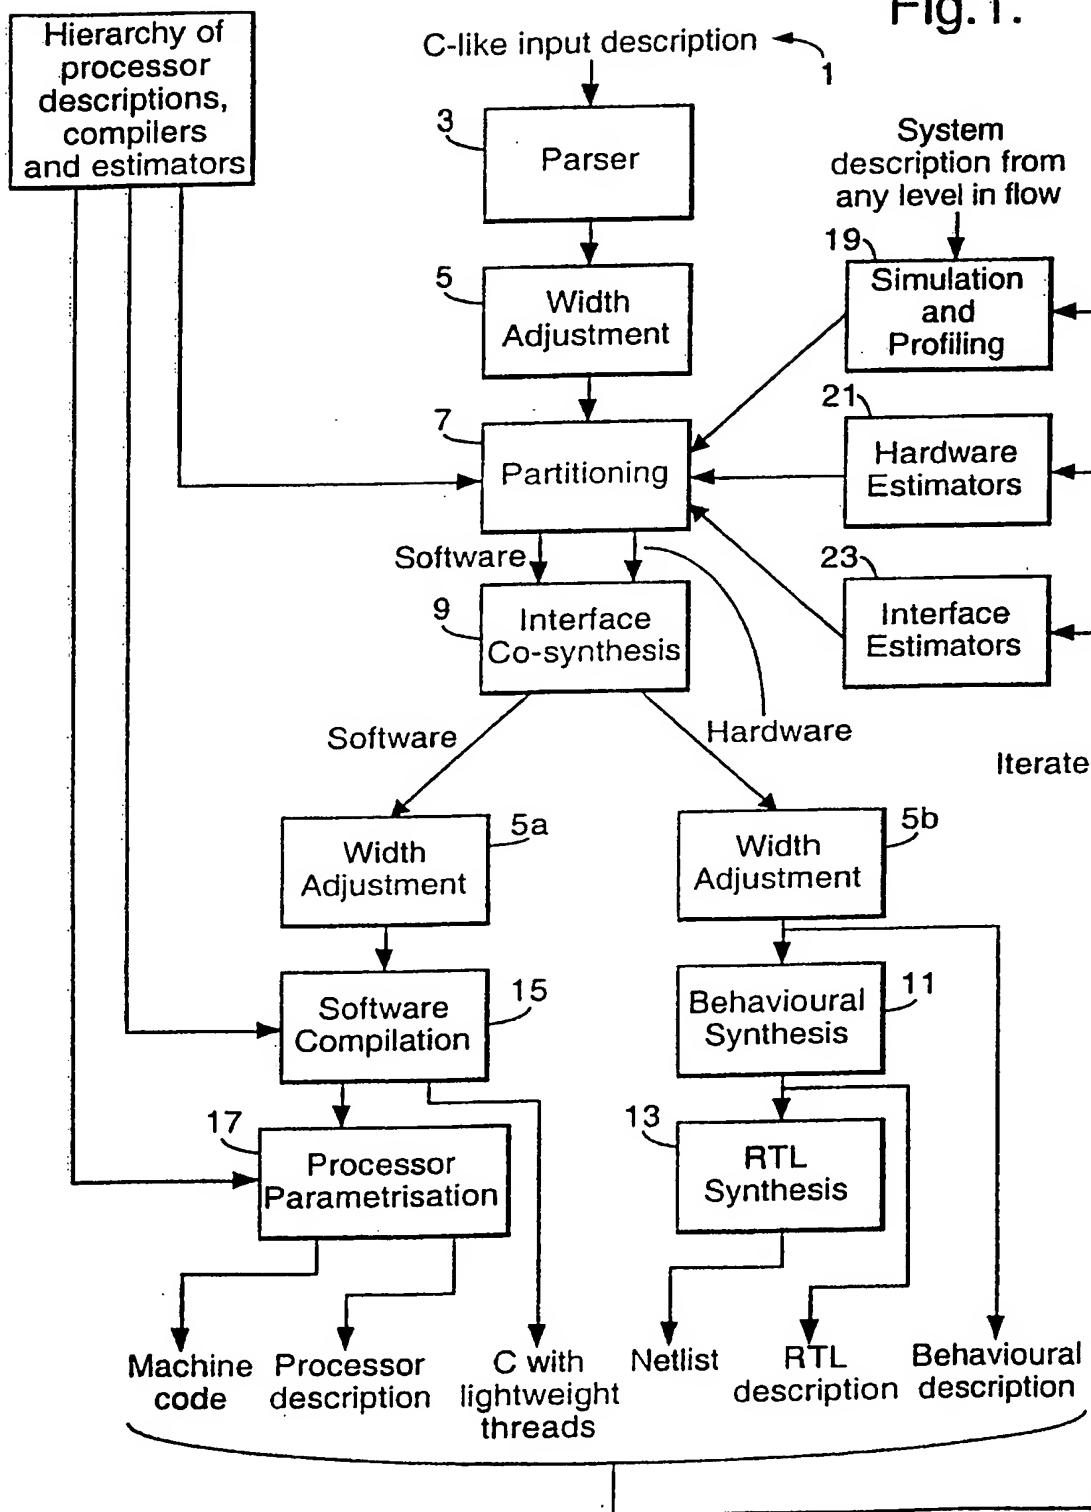 Fig.1.
Hierarchy of
processor
descriptions,
compilers
and estimators
C-like input description
1
3
Parser
System
description from
any level in flow
5
Width
Adjustment
19
Simulation
and
Profiling
7
Partitioning
21
Hardware
Estimators
Software
9
Interface
Co-synthesis
23
Interface
Estimators
Software
Hardware
Iterate
Width
Adjustment
5a
Width
Adjustment
5b
Software
Compilation
15
Behavioural
Synthesis
11
17
Processor
Parametrisation
13
RTL
Synthesis
Machine
code
Processor
description
C with
lightweight
threads
Netlist
RTL
description
Behavioural
description